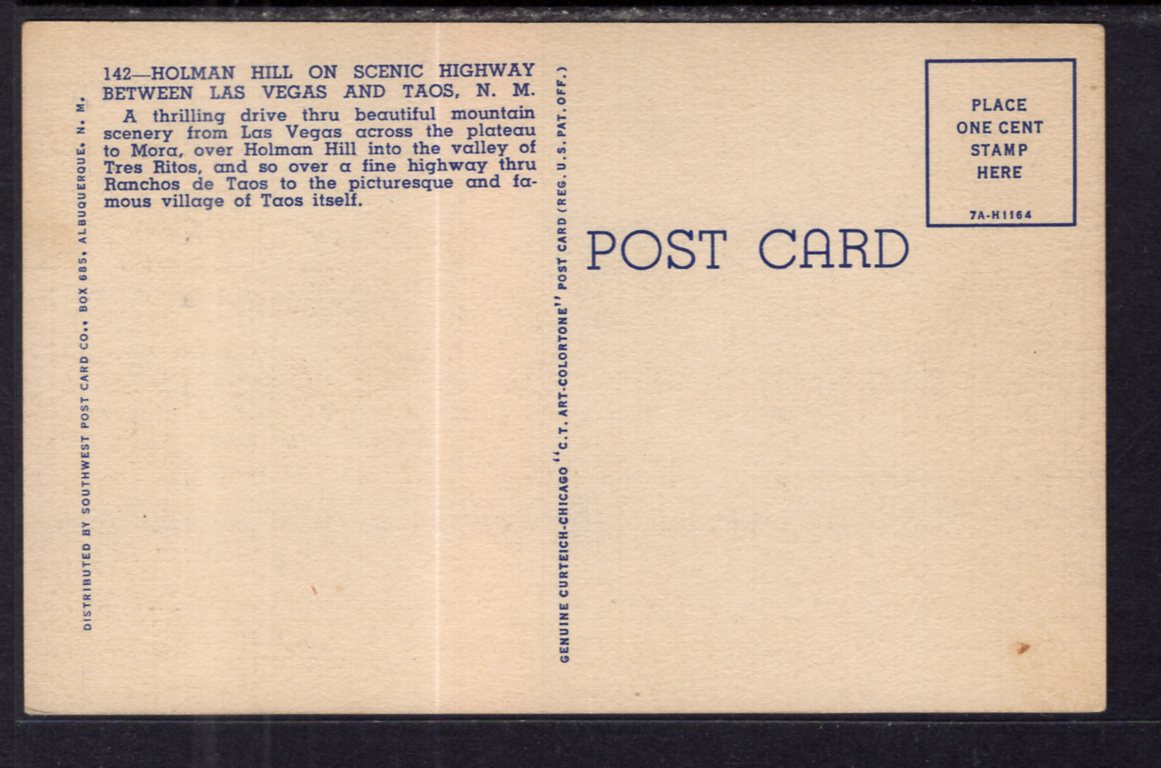 142—HOLMAN HILL ON SCENIC HIGHWAY
BETWEEN LAS VEGAS AND TAOS, N. M.
A thrilling drive thru beautiful mountain
scenery from Las Vegas across the plateau
to Mora, over Holman Hill into the valley of
Tres Ritos, and so over a fine highway thru
Ranchos de Taos to the picturesque and fa-
mous village of Taos itself.
DISTRIBUTED BY SOUTHWEST POST CARD CO., BOX 685, ALBUQUERQUE, N. M.
GENUINE CURTEICH-CHICAGO "C.T. ART-COLORTONE" POST CARD (REG. U.S. PAT. OFF.)
POST CARD
PLACE
ONE CENT
STAMP
HERE
7A-H1164